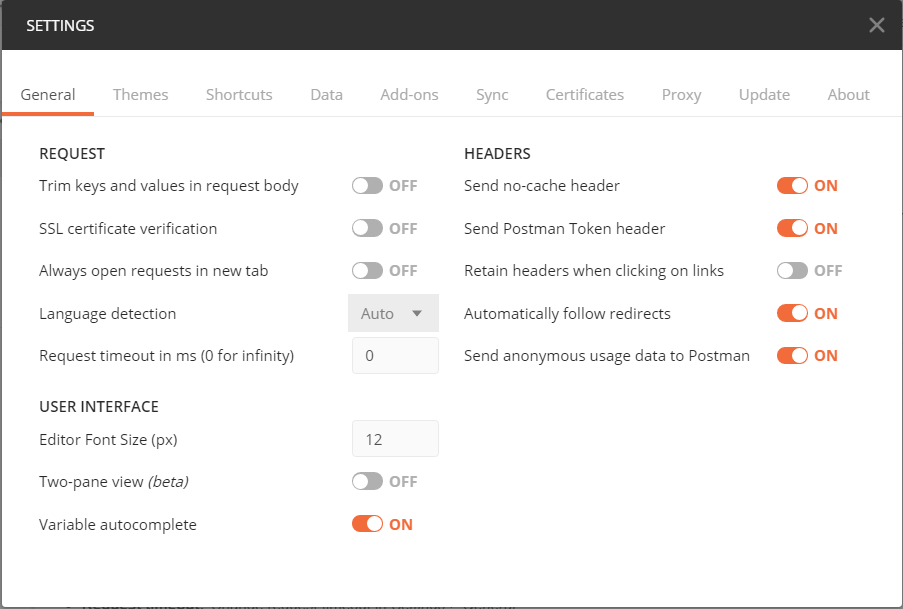 SETTINGS
General Themes Shortcuts Data Add-ons Sync Certificates Proxy Update About
REQUEST
Trim keys and values in request body OFF
SSL certificate verification OFF
Always open requests in new tab OFF
Language detection Auto
Request timeout in ms (0 for infinity) 0
USER INTERFACE
Editor Font Size (px) 12
Two-pane view (beta) OFF
Variable autocomplete ON
HEADERS
Send no-cache header ON
Send Postman Token header ON
Retain headers when clicking on links OFF
Automatically follow redirects ON
Send anonymous usage data to Postman ON